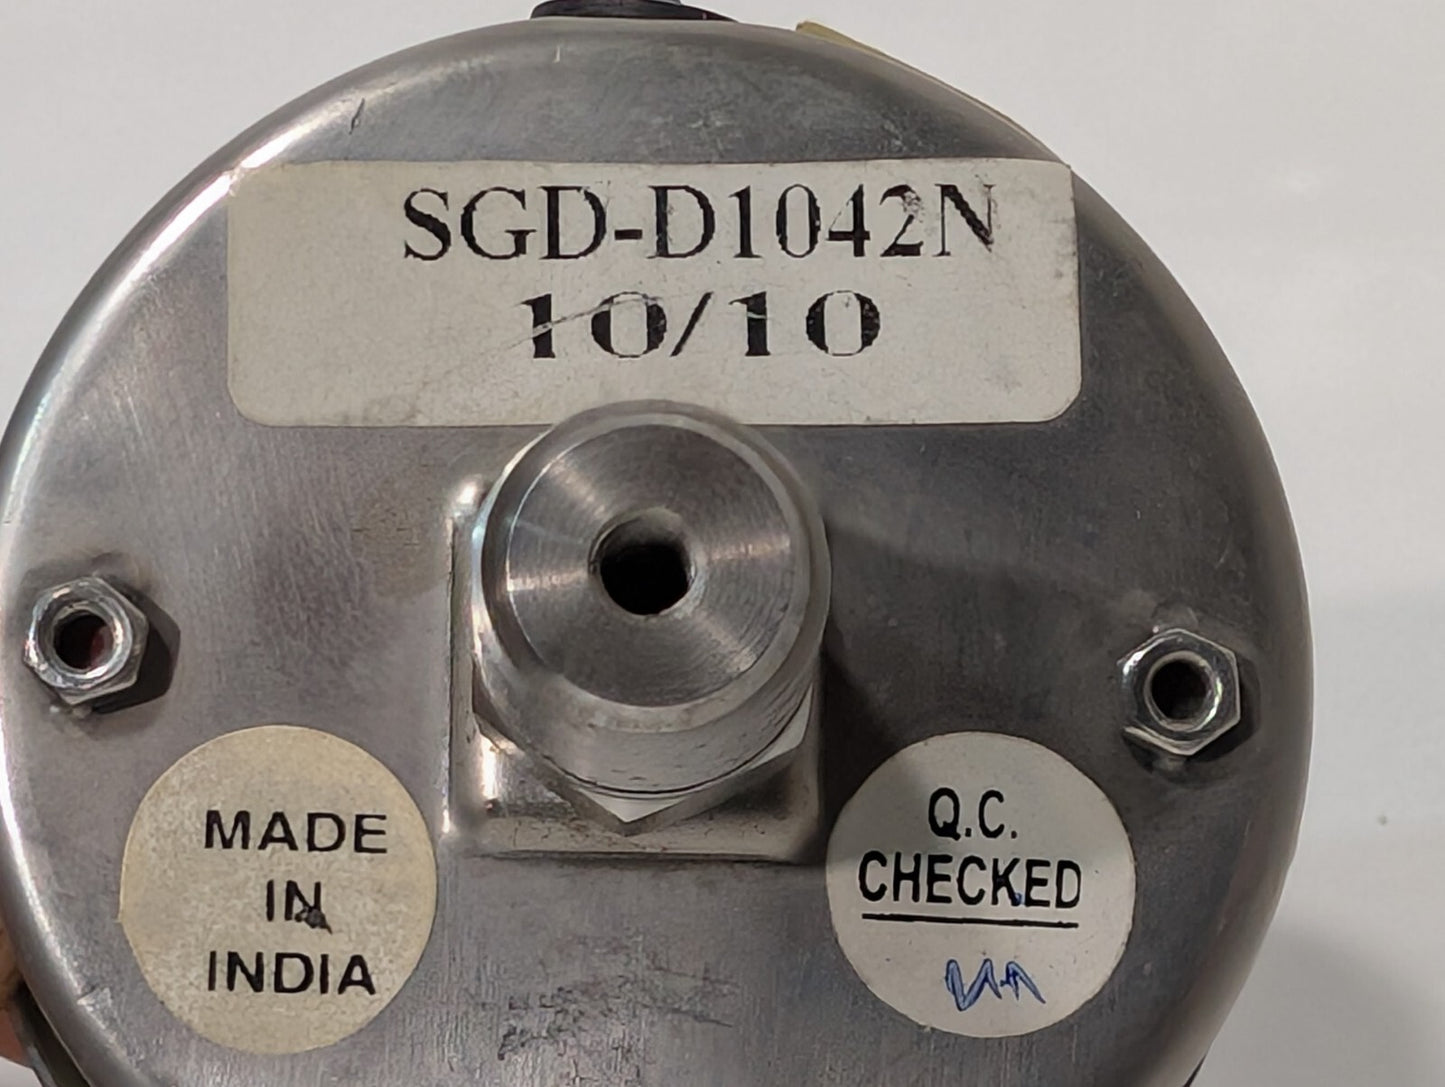 SGD-D1042N
10/10
MADE
IN
INDIA
Q.C.
CHECKED